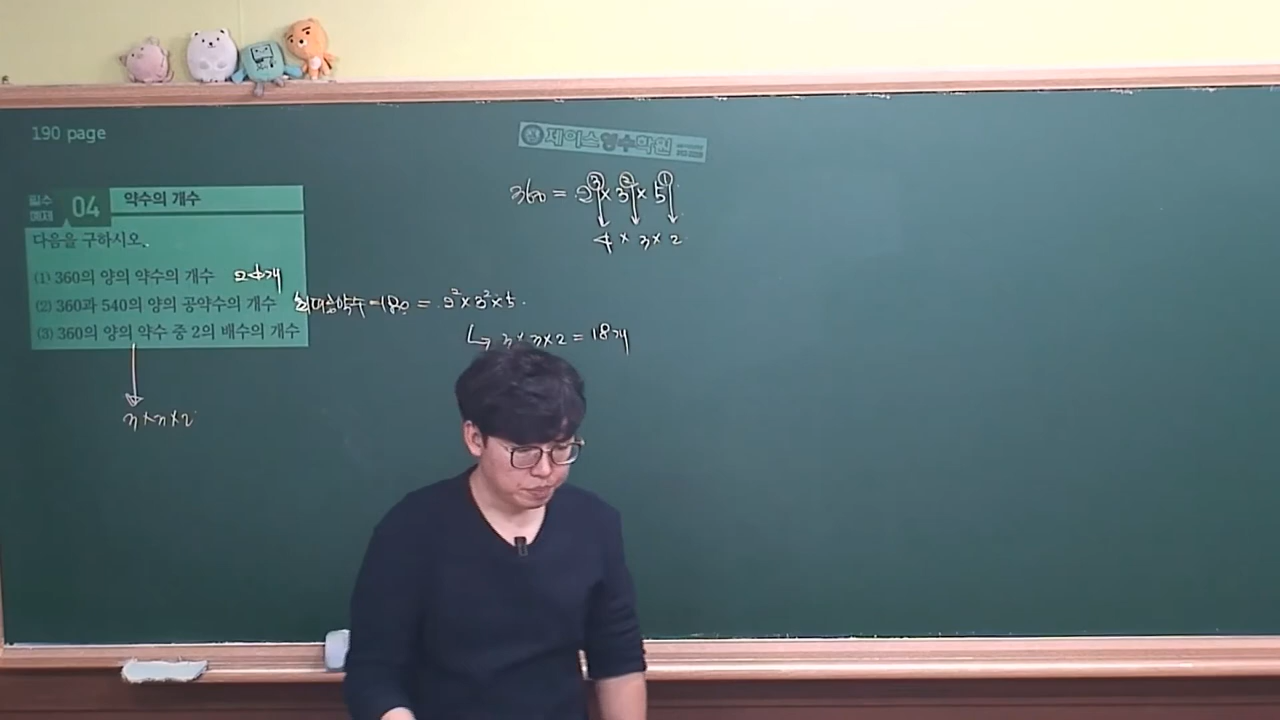 190 page
제이스영수학원
필수 예제 04 약수의 개수
다음을 구하시오.
(1) 360의 양의 약수의 개수 24개
(2) 360과 540의 양의 공약수의 개수 최대공약수=180 = 2²×3²×5.
(3) 360의 양의 약수 중 2의 배수의 개수
↳ 3×3×2 = 18개
3×3×2
360 = 2³×3²×5¹
4×3×2